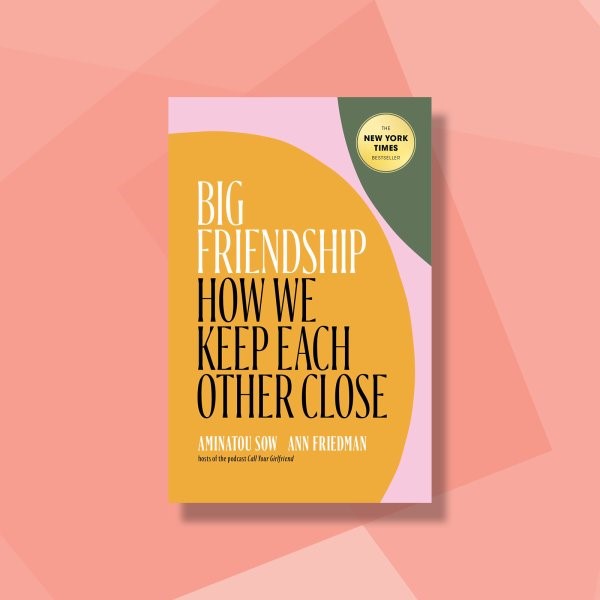 THE
NEW YORK
TIMES
BESTSELLER
BIG
FRIENDSHIP
HOW WE
KEEP EACH
OTHER CLOSE
AMINATOU SOW ANN FRIEDMAN
hosts of the podcast Call Your Girlfriend